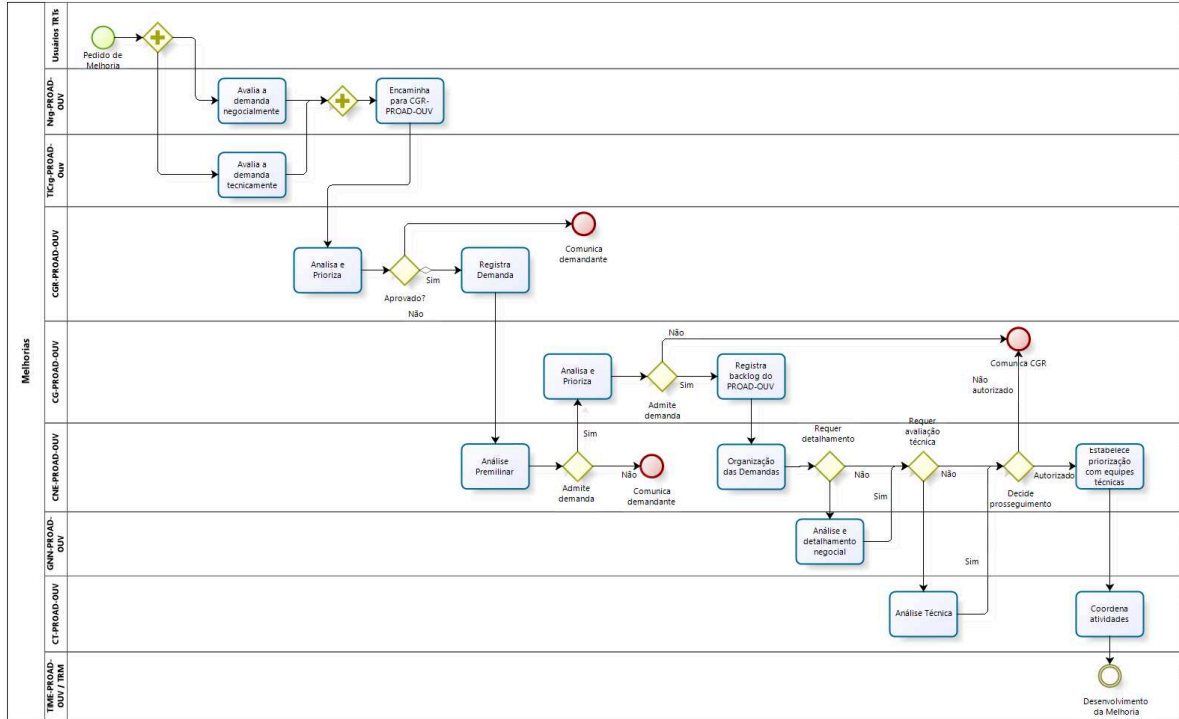 Melhorias
Usuários TRTs
Pedido de
Melhoria
Nrg-PROAD-
OUV
Avalia a
demanda
negocialmente
Encaminha
para CGR-
PROAD-OUV
TICrg-PROAD-
Ouv
Avalia a
demanda
tecnicamente
CGR-PROAD-OUV
Analisa e
Prioriza
Aprovado?
Sim
Não
Registra
Demanda
Comunica
demandante
CG-PROAD-OUV
Analisa e
Prioriza
Admite
demanda
Não
Sim
Registra
backlog do
PROAD-OUV
Comunica CGR
Não
autorizado
CNE-PROAD-OUV
Análise
Premilinar
Sim
Admite
demanda
Não
Comunica
demandante
Organização
das Demandas
Requer
detalhamento
Não
Sim
Requer
avaliação
técnica
Não
Decide
prosseguimento
Autorizado
Estabelece
priorização
com equipes
técnicas
GNN-PROAD-
OUV
Análise e
detalhamento
negocial
Sim
CT-PROAD-OUV
Análise Técnica
Coordena
atividades
TIME-PROAD-
OUV / TRM
Desenvolvimento
da Melhoria